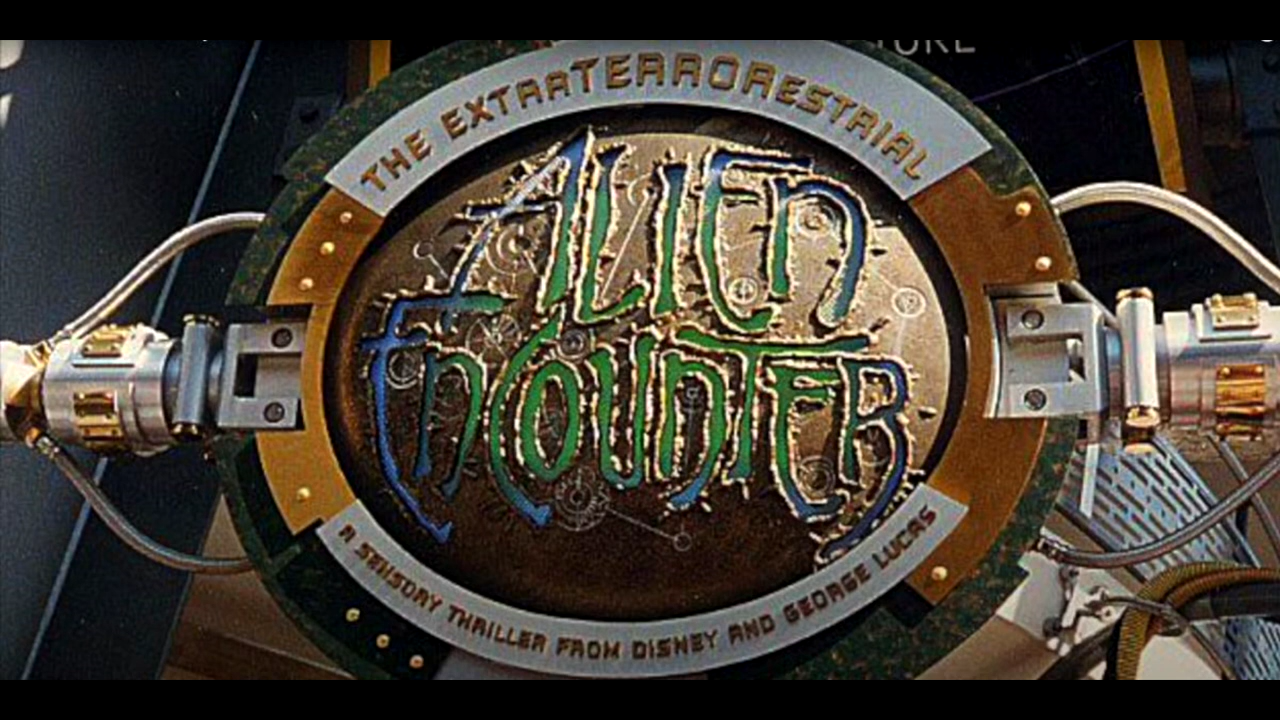 THE EXTRATERRORESTRIAL
ALIEN
ENCOUNTER
A SENSORY THRILLER FROM DISNEY AND GEORGE LUCAS